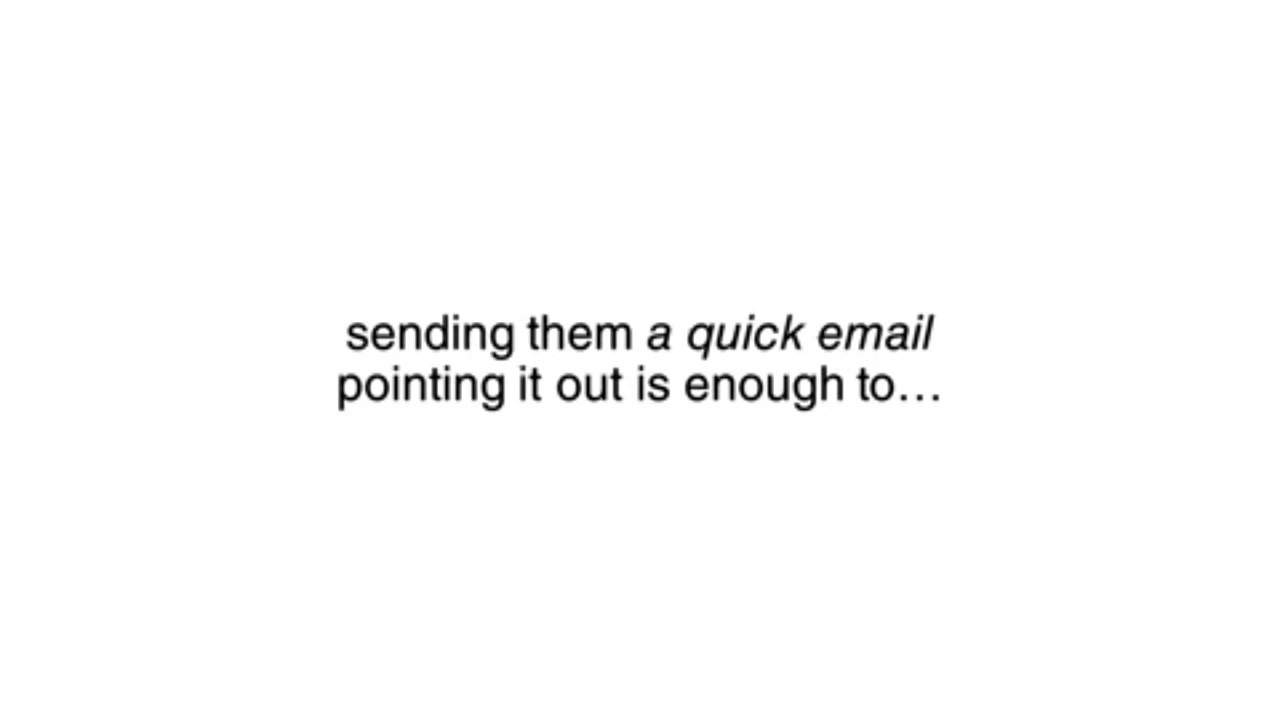 sending them a quick email
pointing it out is enough to…